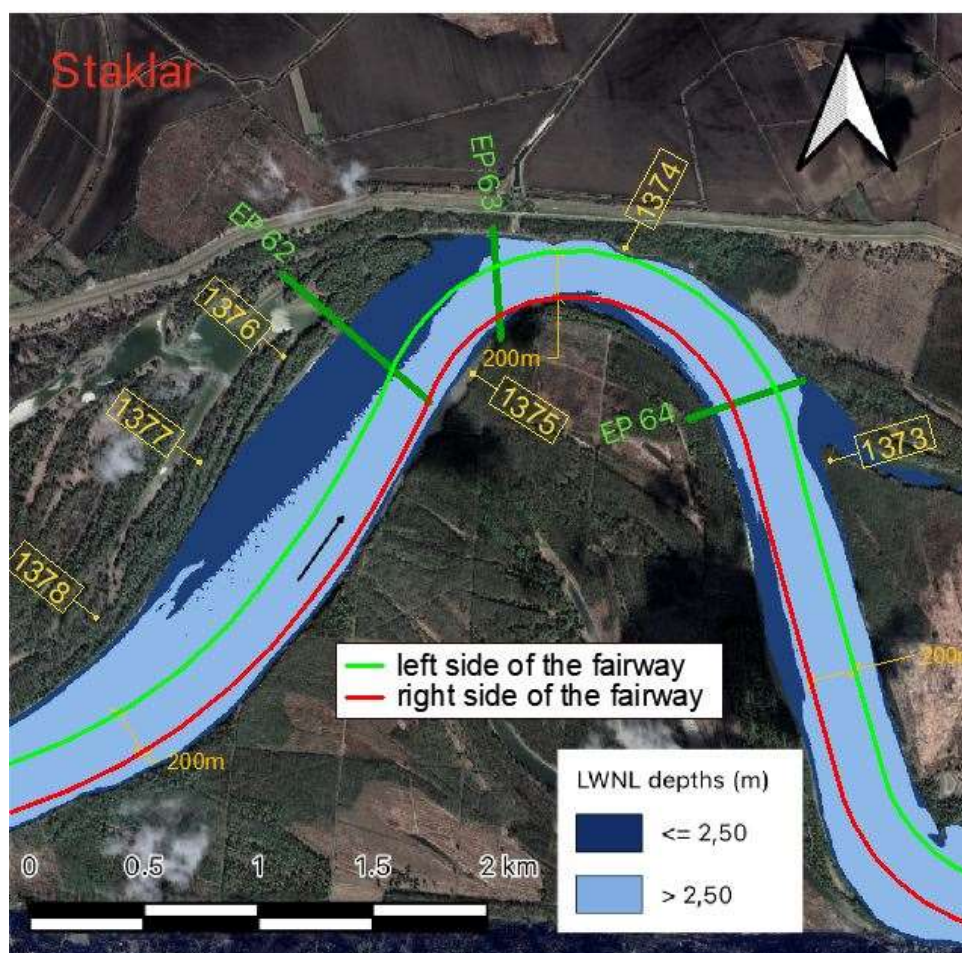 Staklar
EP 62
EP 63
1374
1376
200m
1375
1377
EP 64
1373
1378
left side of the fairway
right side of the fairway
200m
200m
LWNL depths (m)
<= 2,50
> 2,50
0 0.5 1 1.5 2 km